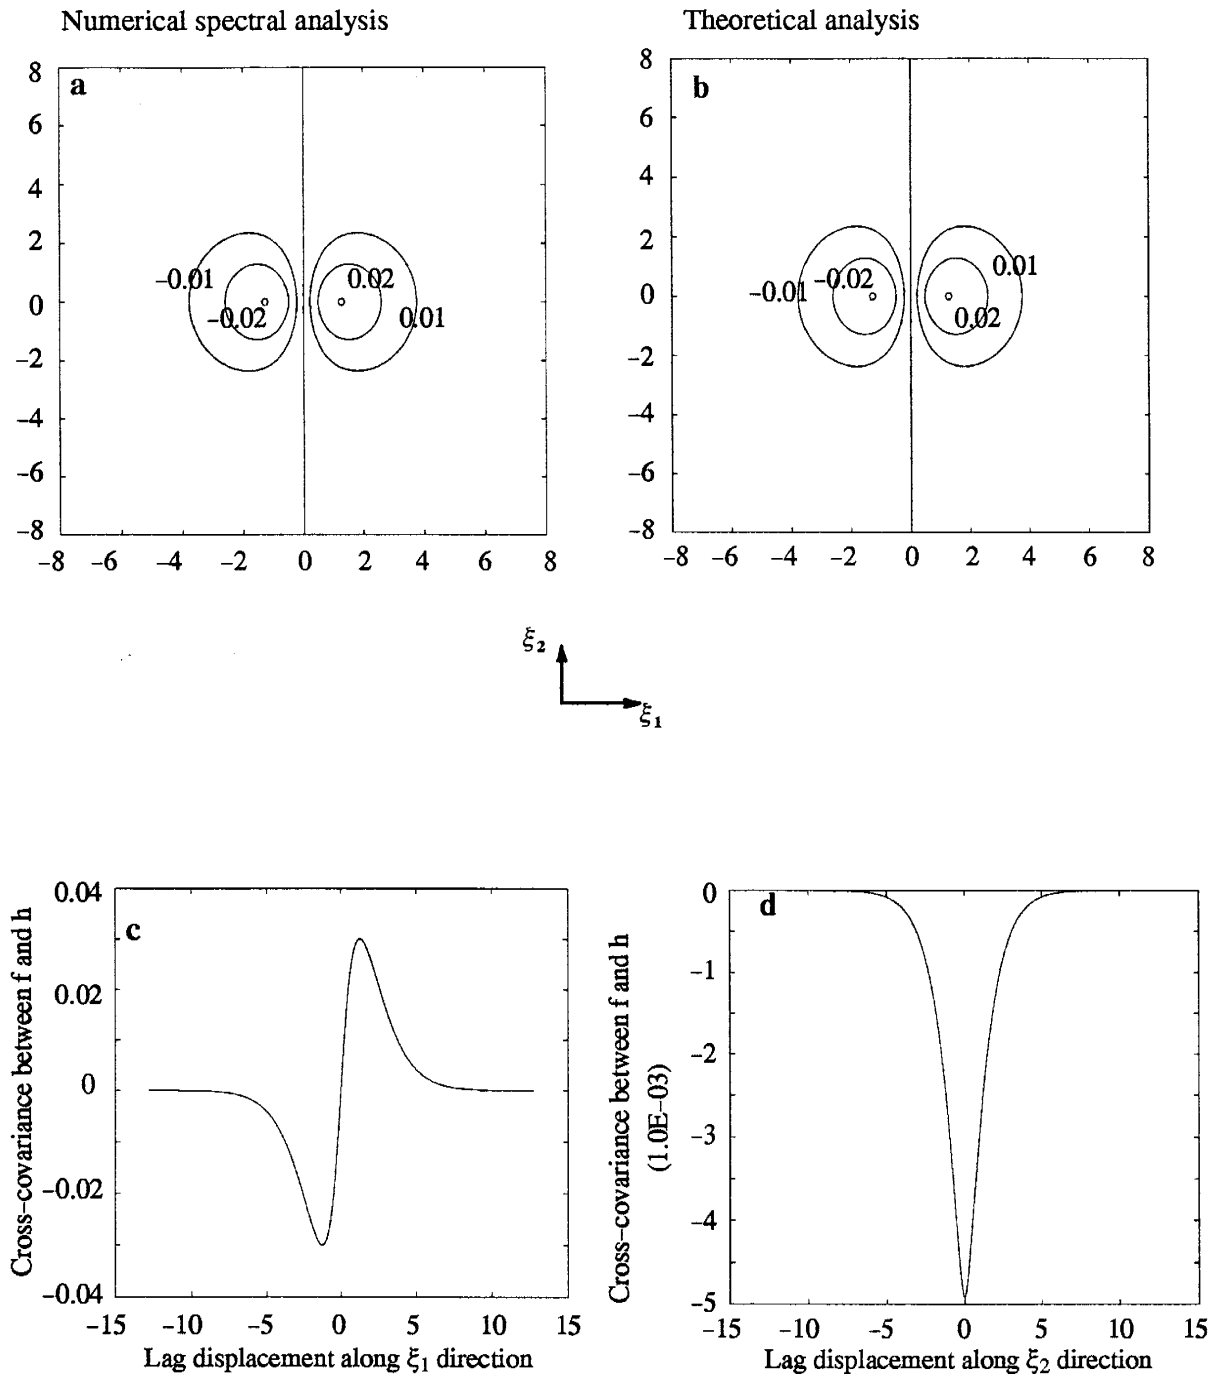 Numerical spectral analysis
Theoretical analysis
a
8
6
4
2
0
−2
−4
−6
−8
−0.01
−0.02
0.02
0.01
−8 −6 −4 −2 0 2 4 6 8
b
8
6
4
2
0
−2
−4
−6
−8
−0.01
−0.02
0.01
0.02
−8 −6 −4 −2 0 2 4 6 8
ξ2
ξ1
c
Cross−covariance between f and h
0.04
0.02
0
−0.02
−0.04
−15 −10 −5 0 5 10 15
Lag displacement along ξ1 direction
d
Cross−covariance between f and h
(1.0E−03)
0
−1
−2
−3
−4
−5
−15 −10 −5 0 5 10 15
Lag displacement along ξ2 direction